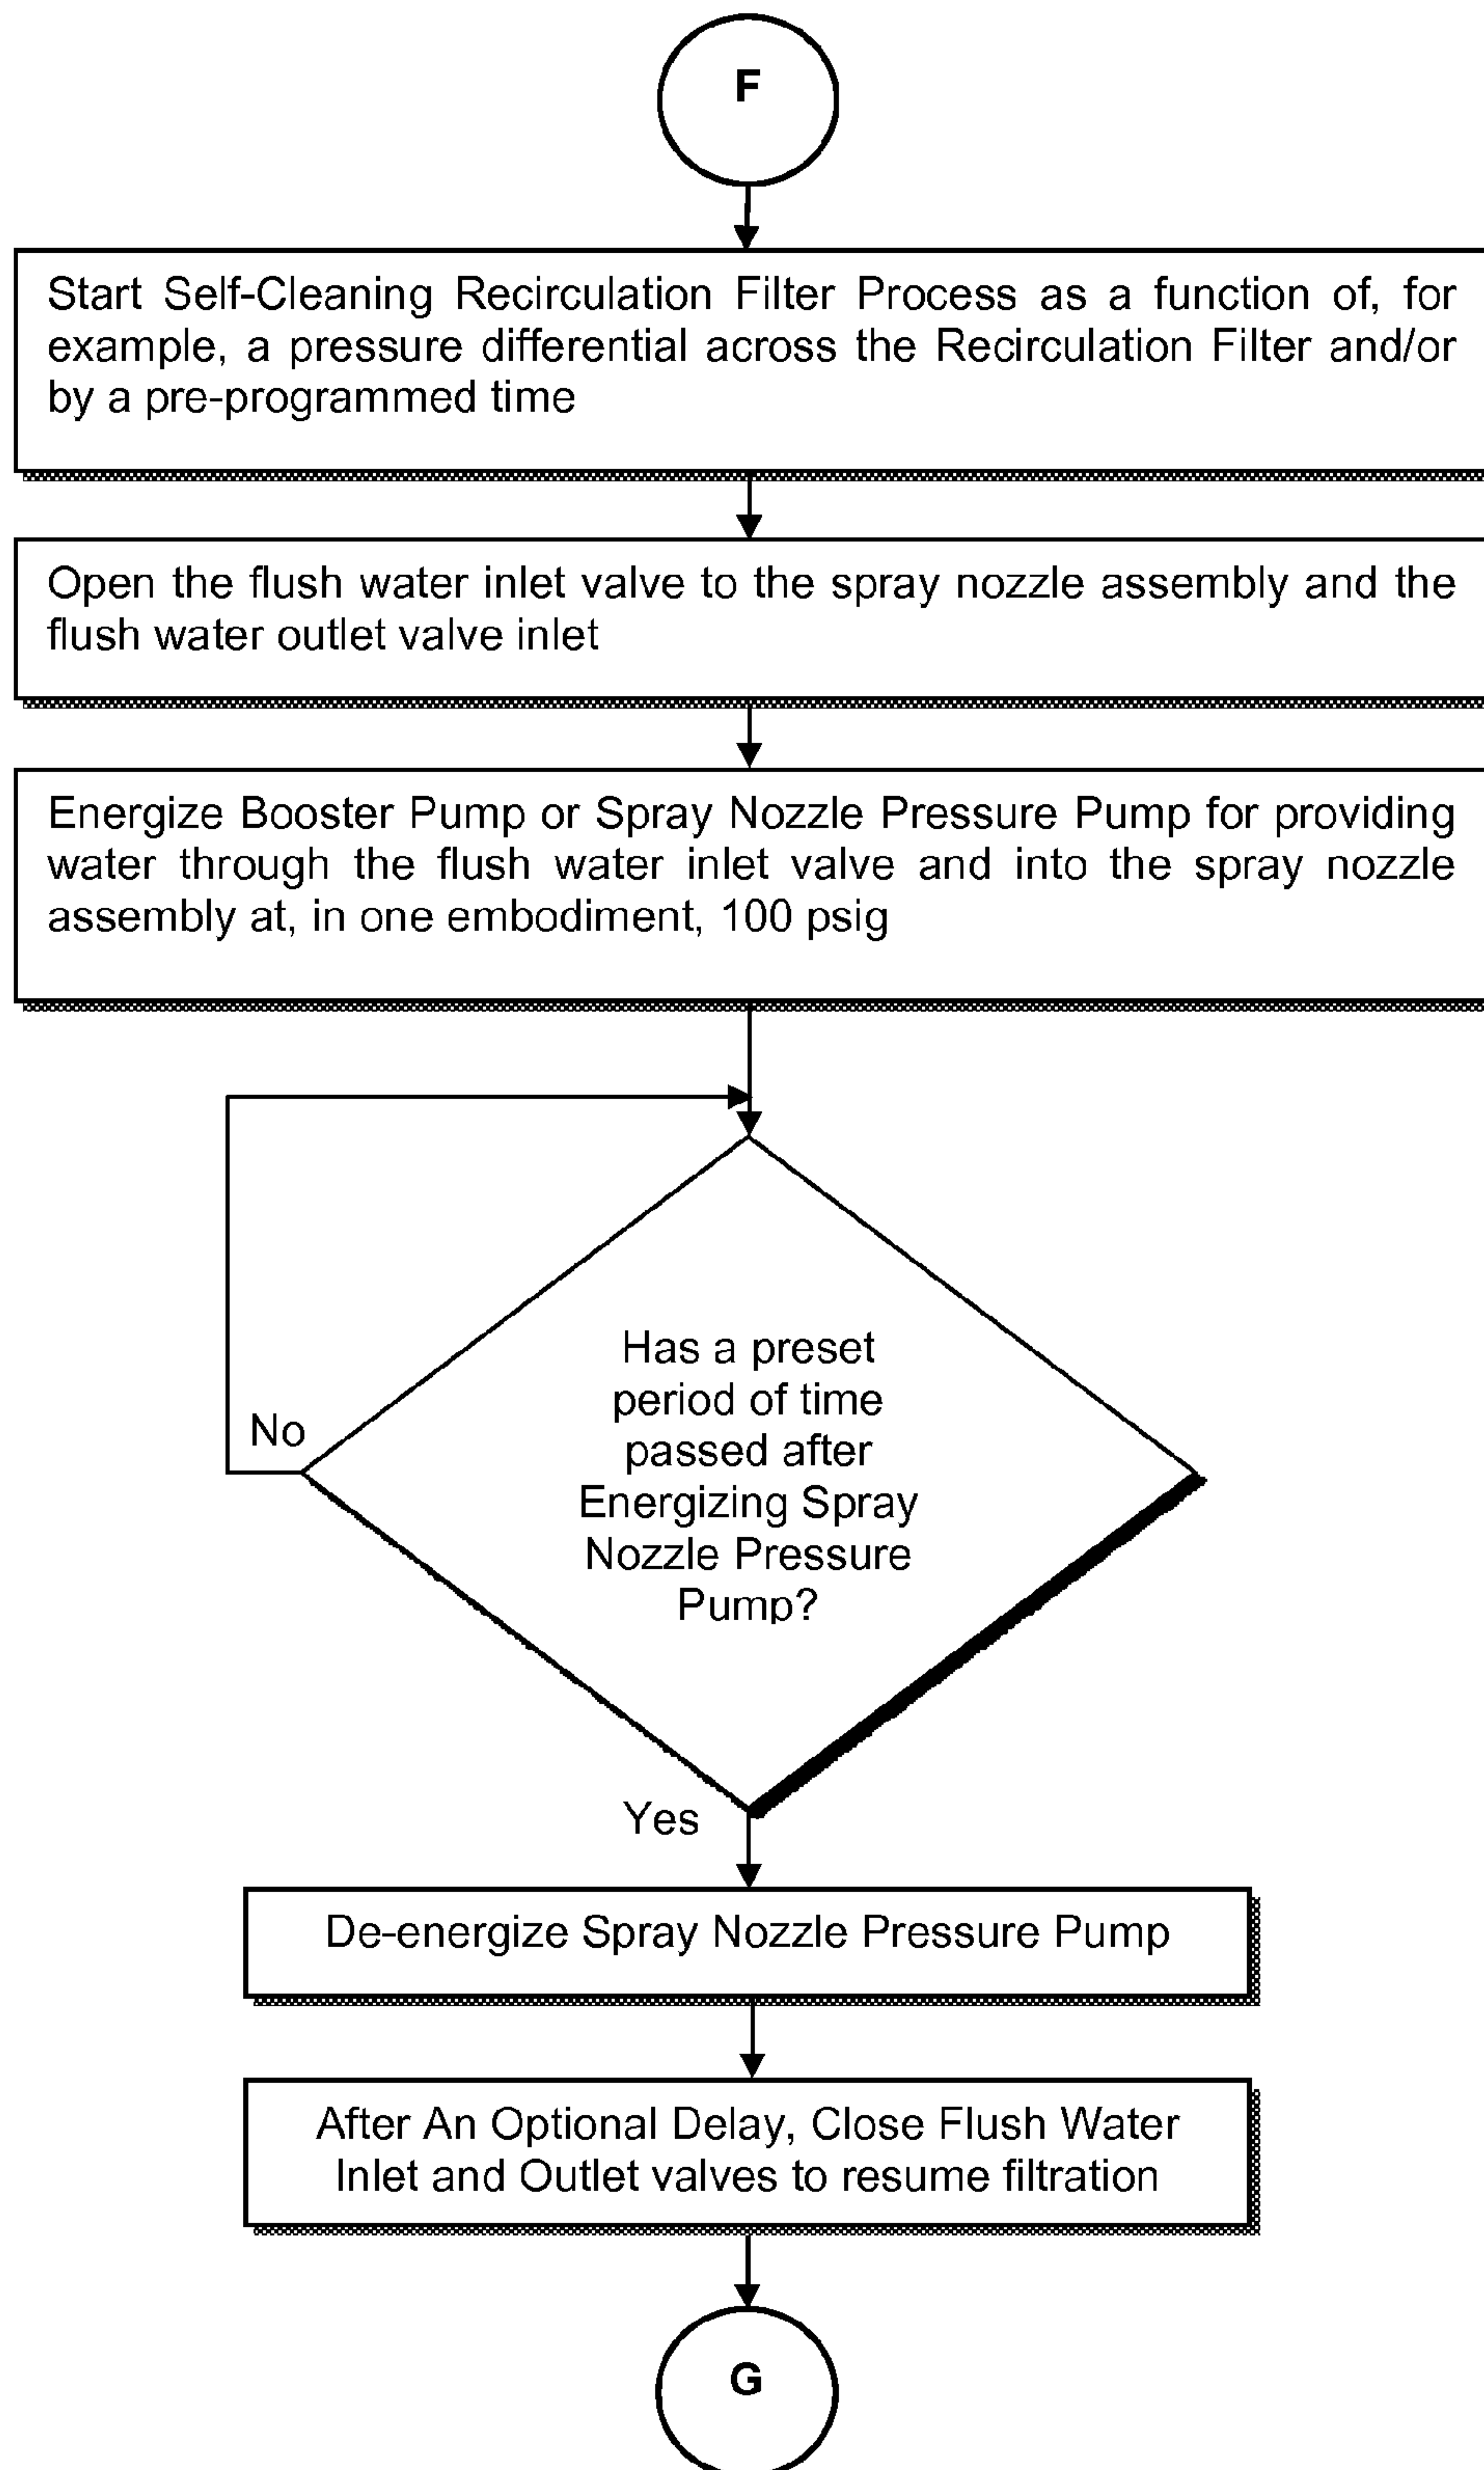 F
Start Self-Cleaning Recirculation Filter Process as a function of, for
example, a pressure differential across the Recirculation Filter and/or
by a pre-programmed time
Open the flush water inlet valve to the spray nozzle assembly and the
flush water outlet valve inlet
Energize Booster Pump or Spray Nozzle Pressure Pump for providing
water through the flush water inlet valve and into the spray nozzle
assembly at, in one embodiment, 100 psig
Has a preset
period of time
passed after
Energizing Spray
Nozzle Pressure
Pump?
No
Yes
De-energize Spray Nozzle Pressure Pump
After An Optional Delay, Close Flush Water
Inlet and Outlet valves to resume filtration
G